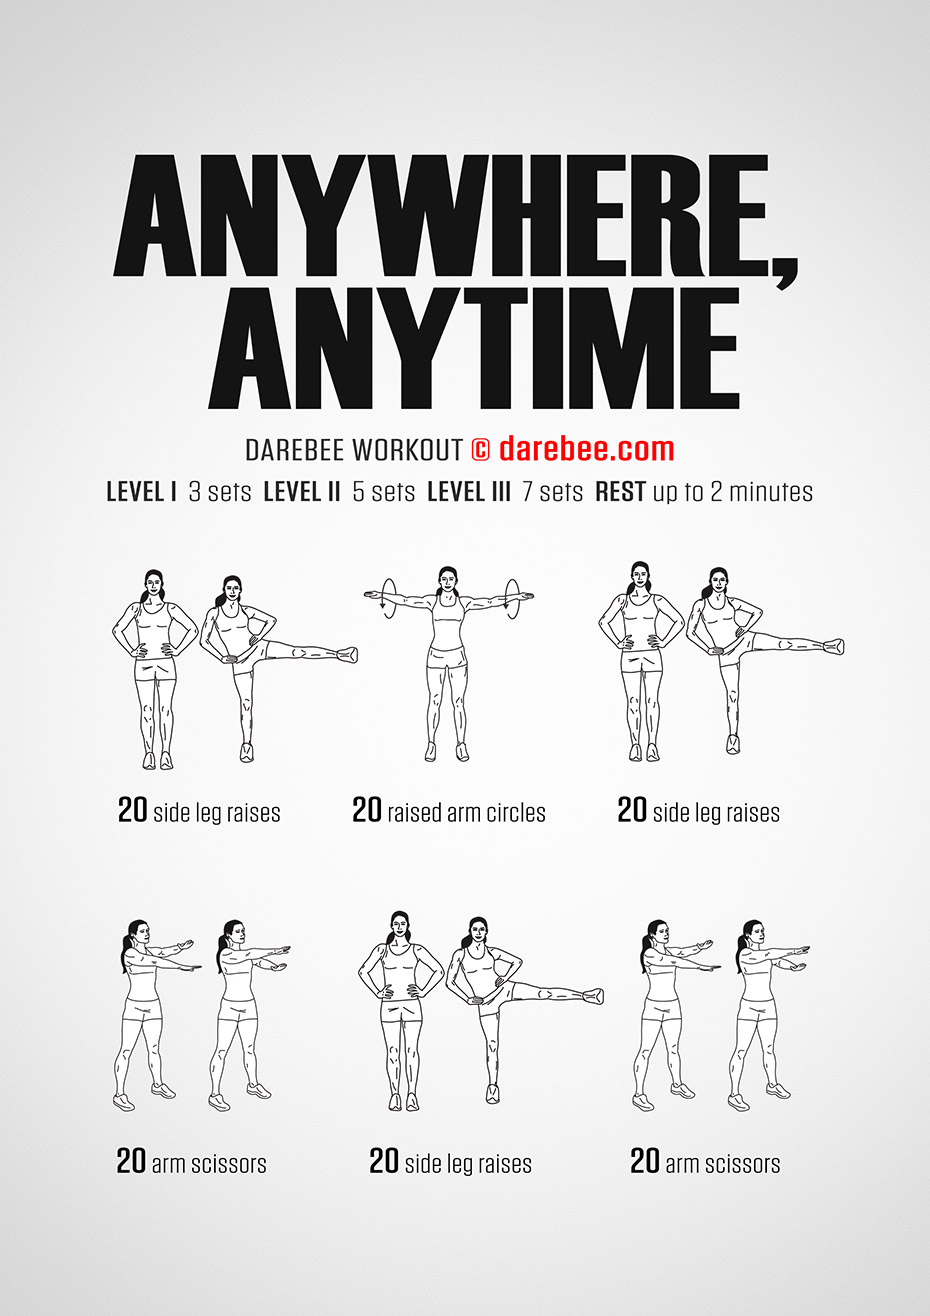 ANYWHERE,
ANYTIME
DAREBEE WORKOUT © darebee.com
LEVEL I 3 sets LEVEL II 5 sets LEVEL III 7 sets REST up to 2 minutes
20 side leg raises
20 raised arm circles
20 side leg raises
20 arm scissors
20 side leg raises
20 arm scissors